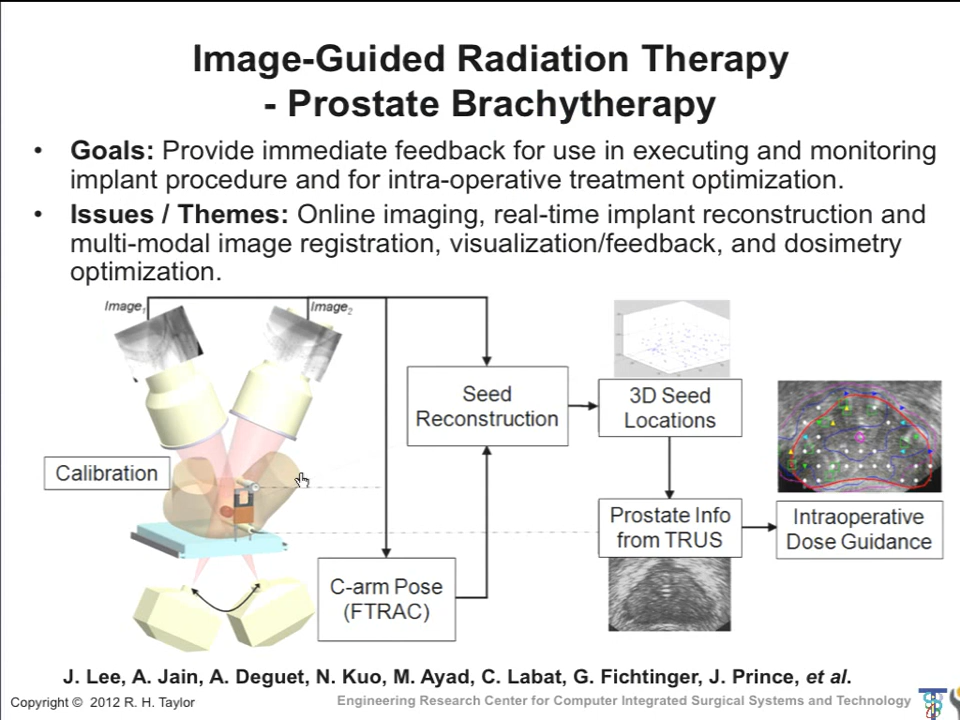 Image-Guided Radiation Therapy
- Prostate Brachytherapy
• Goals: Provide immediate feedback for use in executing and monitoring
implant procedure and for intra-operative treatment optimization.
• Issues / Themes: Online imaging, real-time implant reconstruction and
multi-modal image registration, visualization/feedback, and dosimetry
optimization.
Image1
Image2
Seed
Reconstruction
3D Seed
Locations
Calibration
Prostate Info
from TRUS
Intraoperative
Dose Guidance
C-arm Pose
(FTRAC)
J. Lee, A. Jain, A. Deguet, N. Kuo, M. Ayad, C. Labat, G. Fichtinger, J. Prince, et al.
Copyright © 2012 R. H. Taylor
Engineering Research Center for Computer Integrated Surgical Systems and Technology